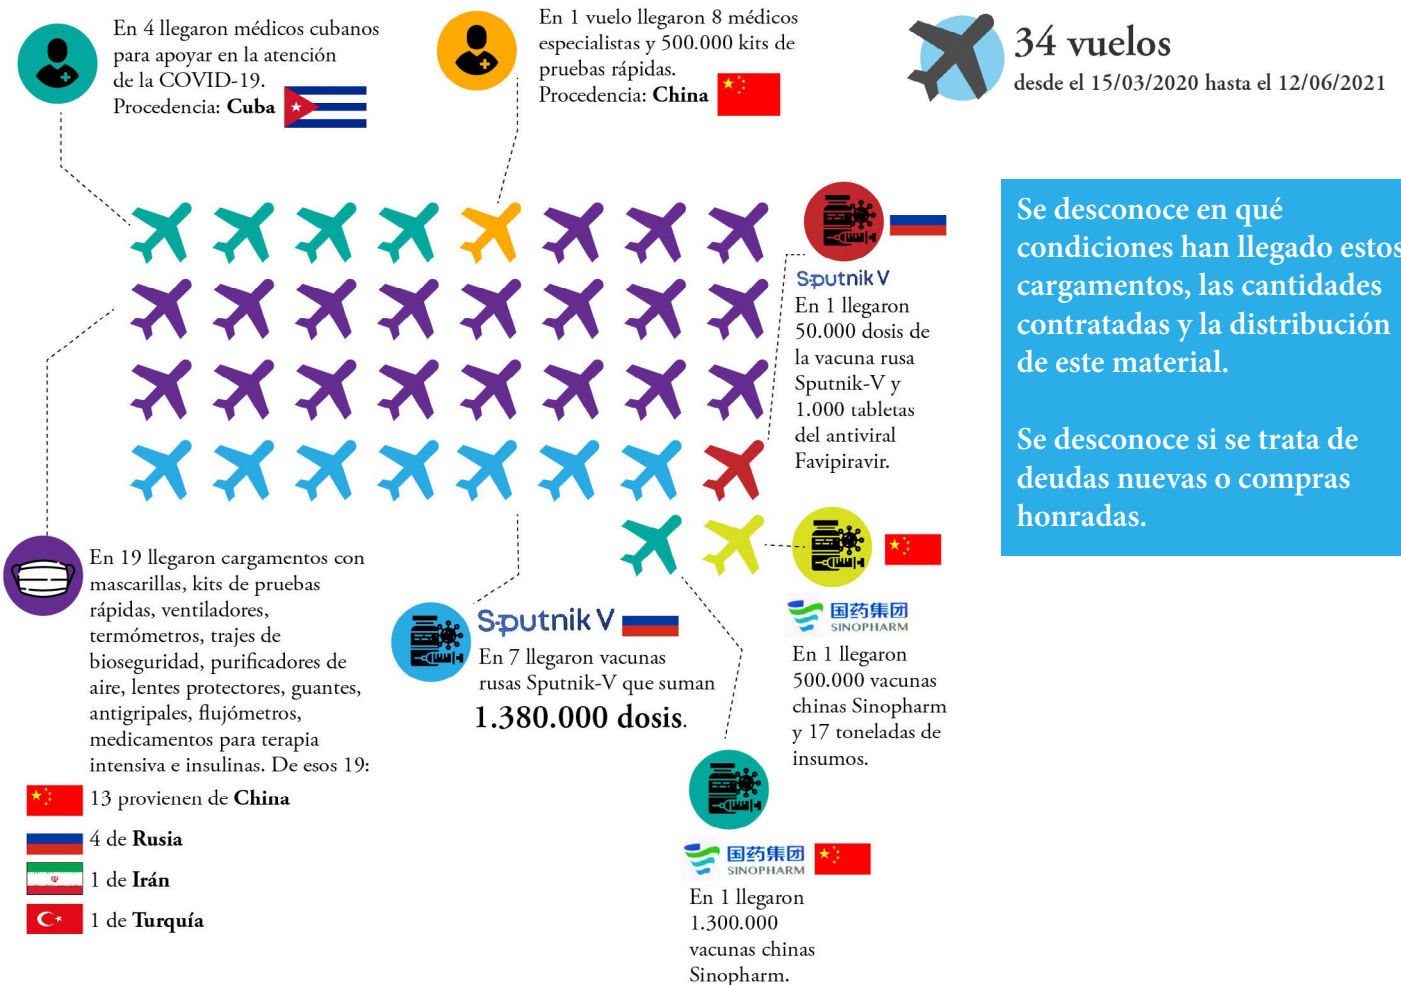 En 4 llegaron médicos cubanos
para apoyar en la atención
de la COVID-19.
Procedencia: Cuba
En 1 vuelo llegaron 8 médicos
especialistas y 500.000 kits de
pruebas rápidas.
Procedencia: China
34 vuelos
desde el 15/03/2020 hasta el 12/06/2021
Se desconoce en qué
condiciones han llegado estos
cargamentos, las cantidades
contratadas y la distribución
de este material.
Se desconoce si se trata de
deudas nuevas o compras
honradas.
Sputnik V
En 1 llegaron
50.000 dosis de
la vacuna rusa
Sputnik-V y
1.000 tabletas
del antiviral
Favipiravir.
En 19 llegaron cargamentos con
mascarillas, kits de pruebas
rápidas, ventiladores,
termómetros, trajes de
bioseguridad, purificadores de
aire, lentes protectores, guantes,
antigripales, flujómetros,
medicamentos para terapia
intensiva e insulinas. De esos 19:
13 provienen de China
4 de Rusia
1 de Irán
1 de Turquía
Sputnik V
En 7 llegaron vacunas
rusas Sputnik-V que suman
1.380.000 dosis.
国药集团
SINOPHARM
En 1 llegaron
500.000 vacunas
chinas Sinopharm
y 17 toneladas de
insumos.
国药集团
SINOPHARM
En 1 llegaron
1.300.000
vacunas chinas
Sinopharm.